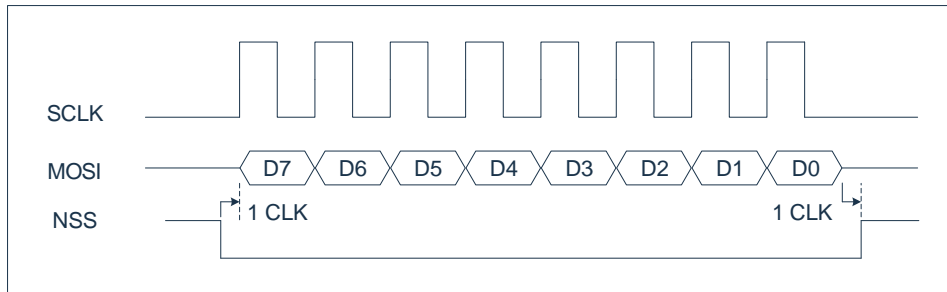 SCLK
MOSI D7 D6 D5 D4 D3 D2 D1 D0
1 CLK 1 CLK
NSS